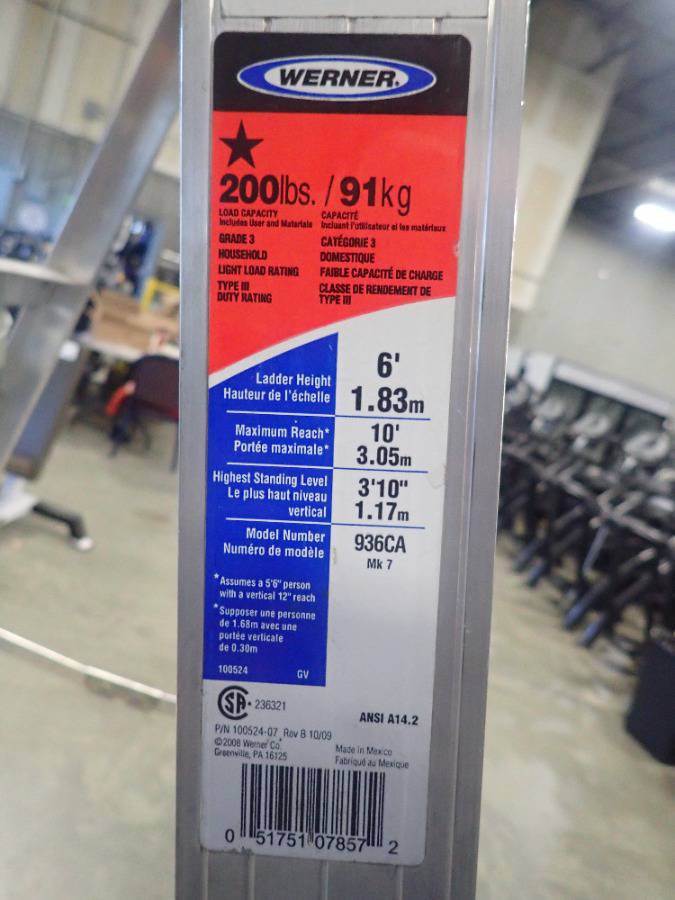 WERNER.
200lbs. / 91kg
LOAD CAPACITY CAPACITÉ
Includes User and Materials Incluant l'utilisateur et les matériaux
GRADE 3 CATÉGORIE 3
HOUSEHOLD DOMESTIQUE
LIGHT LOAD RATING FAIBLE CAPACITÉ DE CHARGE
TYPE III CLASSE DE RENDEMENT DE
DUTY RATING TYPE III
Ladder Height 6'
Hauteur de l'échelle 1.83m
Maximum Reach* 10'
Portée maximale* 3.05m
Highest Standing Level 3'10"
Le plus haut niveau 1.17m
vertical
Model Number 936CA
Numéro de modèle Mk 7
*Assumes a 5'6" person
with a vertical 12" reach
*Supposer une personne
de 1.68m avec une
portée verticale
de 0.30m
100524 GV
SA 236321
ANSI A14.2
P/N 100524-07 Rev B 10/09
©2008 Werner Co. Made in Mexico
Greenville, PA 16125 Fabriqué au Mexique
0 51751 07857 2